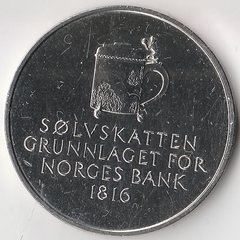 SØLVSKATTEN
GRUNNLAGET FOR
NORGES BANK
1816